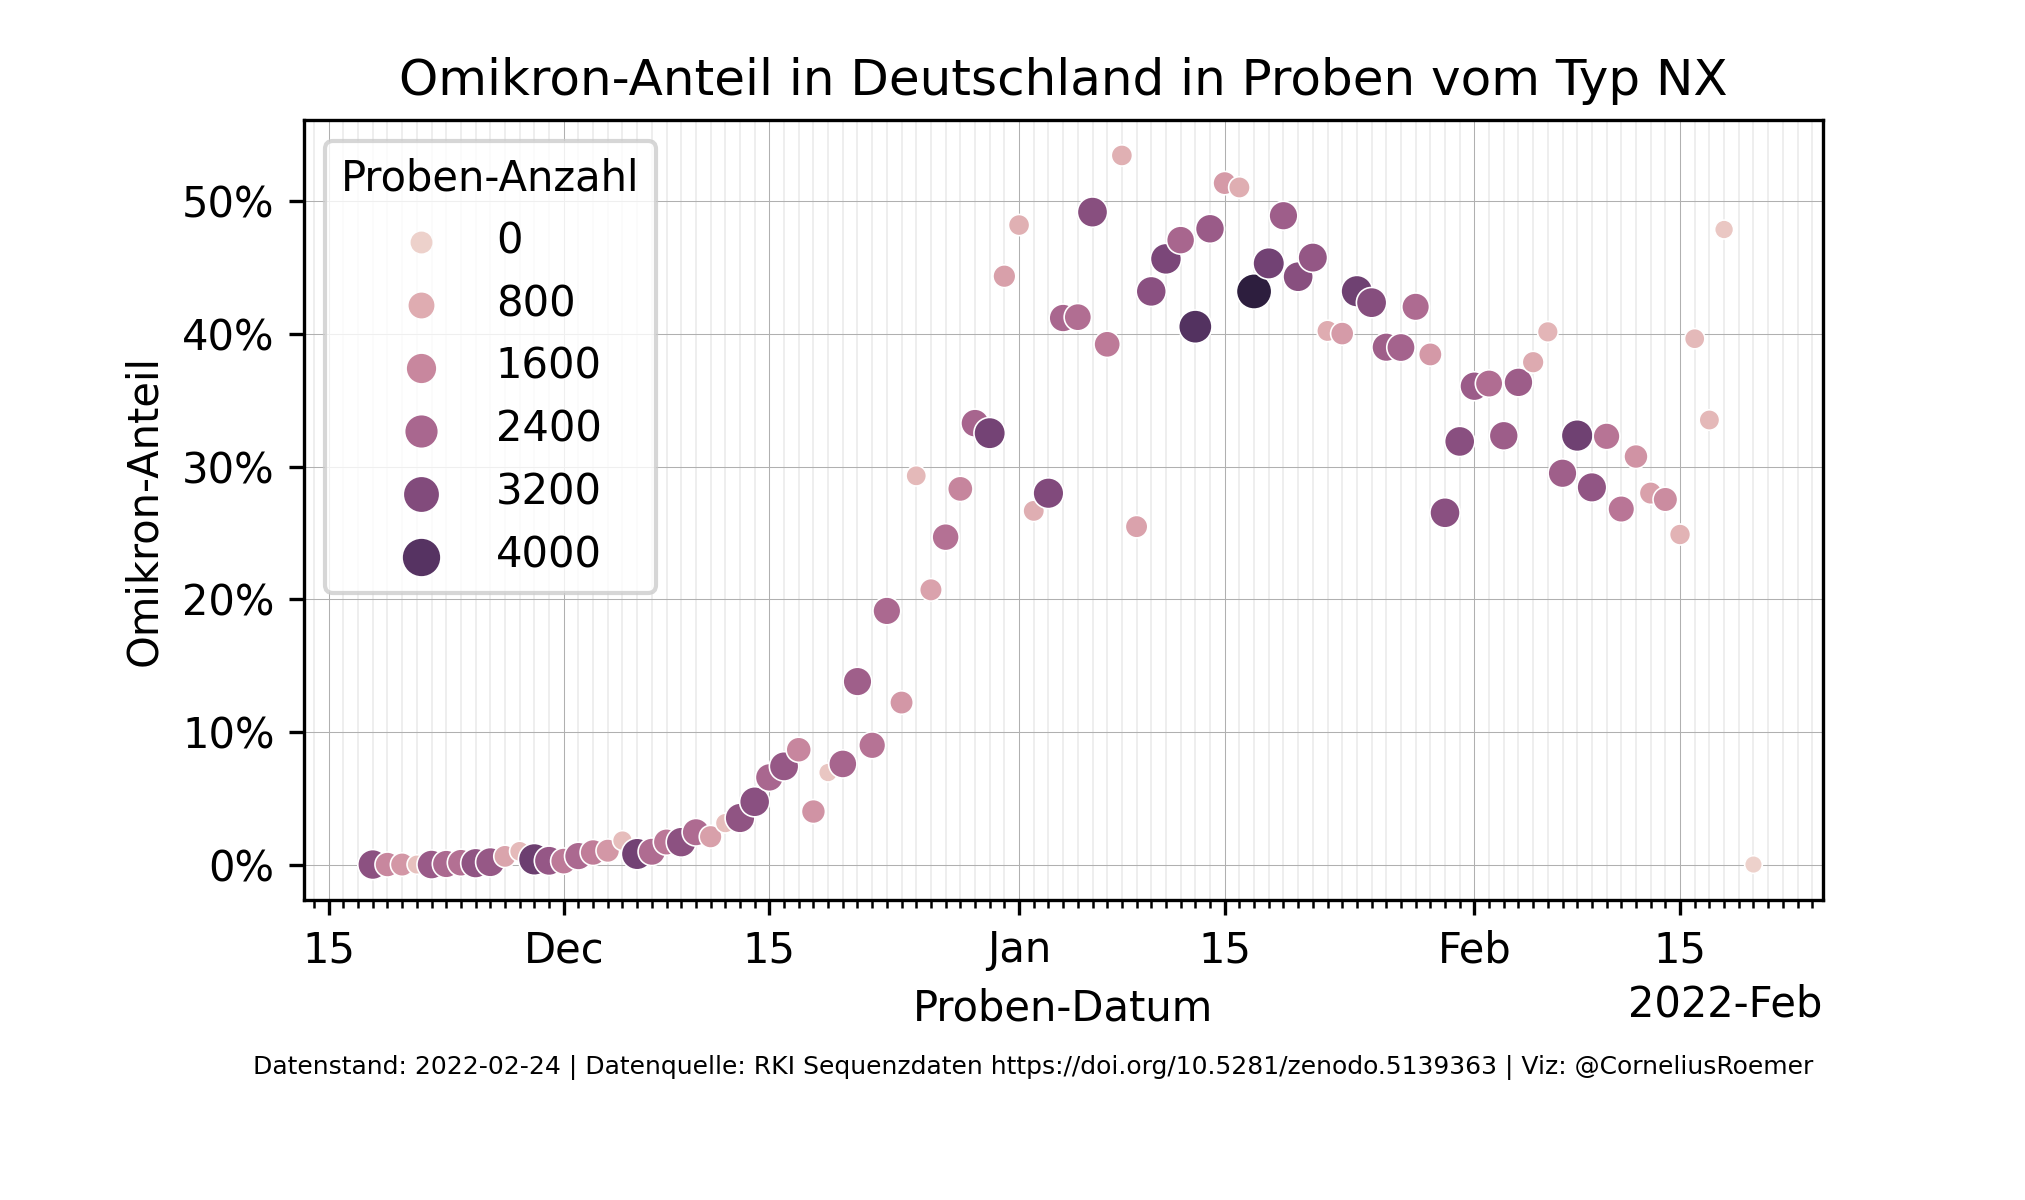 Omikron-Anteil in Deutschland in Proben vom Typ NX
Proben-Anzahl
0
800
1600
2400
3200
4000
50%
40%
30%
20%
10%
0%
Omikron-Anteil
15 Dec 15 Jan 15 Feb 15
2022-Feb
Proben-Datum
Datenstand: 2022-02-24 | Datenquelle: RKI Sequenzdaten https://doi.org/10.5281/zenodo.5139363 | Viz: @CorneliusRoemer